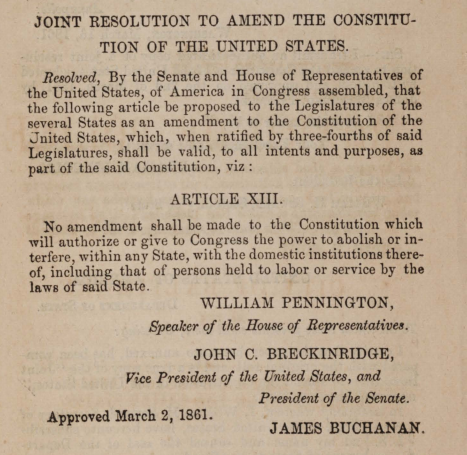 JOINT RESOLUTION TO AMEND THE CONSTITU-
TION OF THE UNITED STATES.
Resolved, By the Senate and House of Representatives of
the United States, of America in Congress assembled, that
the following article be proposed to the Legislatures of the
several States as an amendment to the Constitution of the
United States, which, when ratified by three-fourths of said
Legislatures, shall be valid, to all intents and purposes, as
part of the said Constitution, viz :
ARTICLE XIII.
No amendment shall be made to the Constitution which
will authorize or give to Congress the power to abolish or in-
terfere, within any State, with the domestic institutions there-
of, including that of persons held to labor or service by the
laws of said State.
WILLIAM PENNINGTON,
Speaker of the House of Representatives.
JOHN C. BRECKINRIDGE,
Vice President of the United States, and
President of the Senate.
Approved March 2, 1861.
JAMES BUCHANAN.